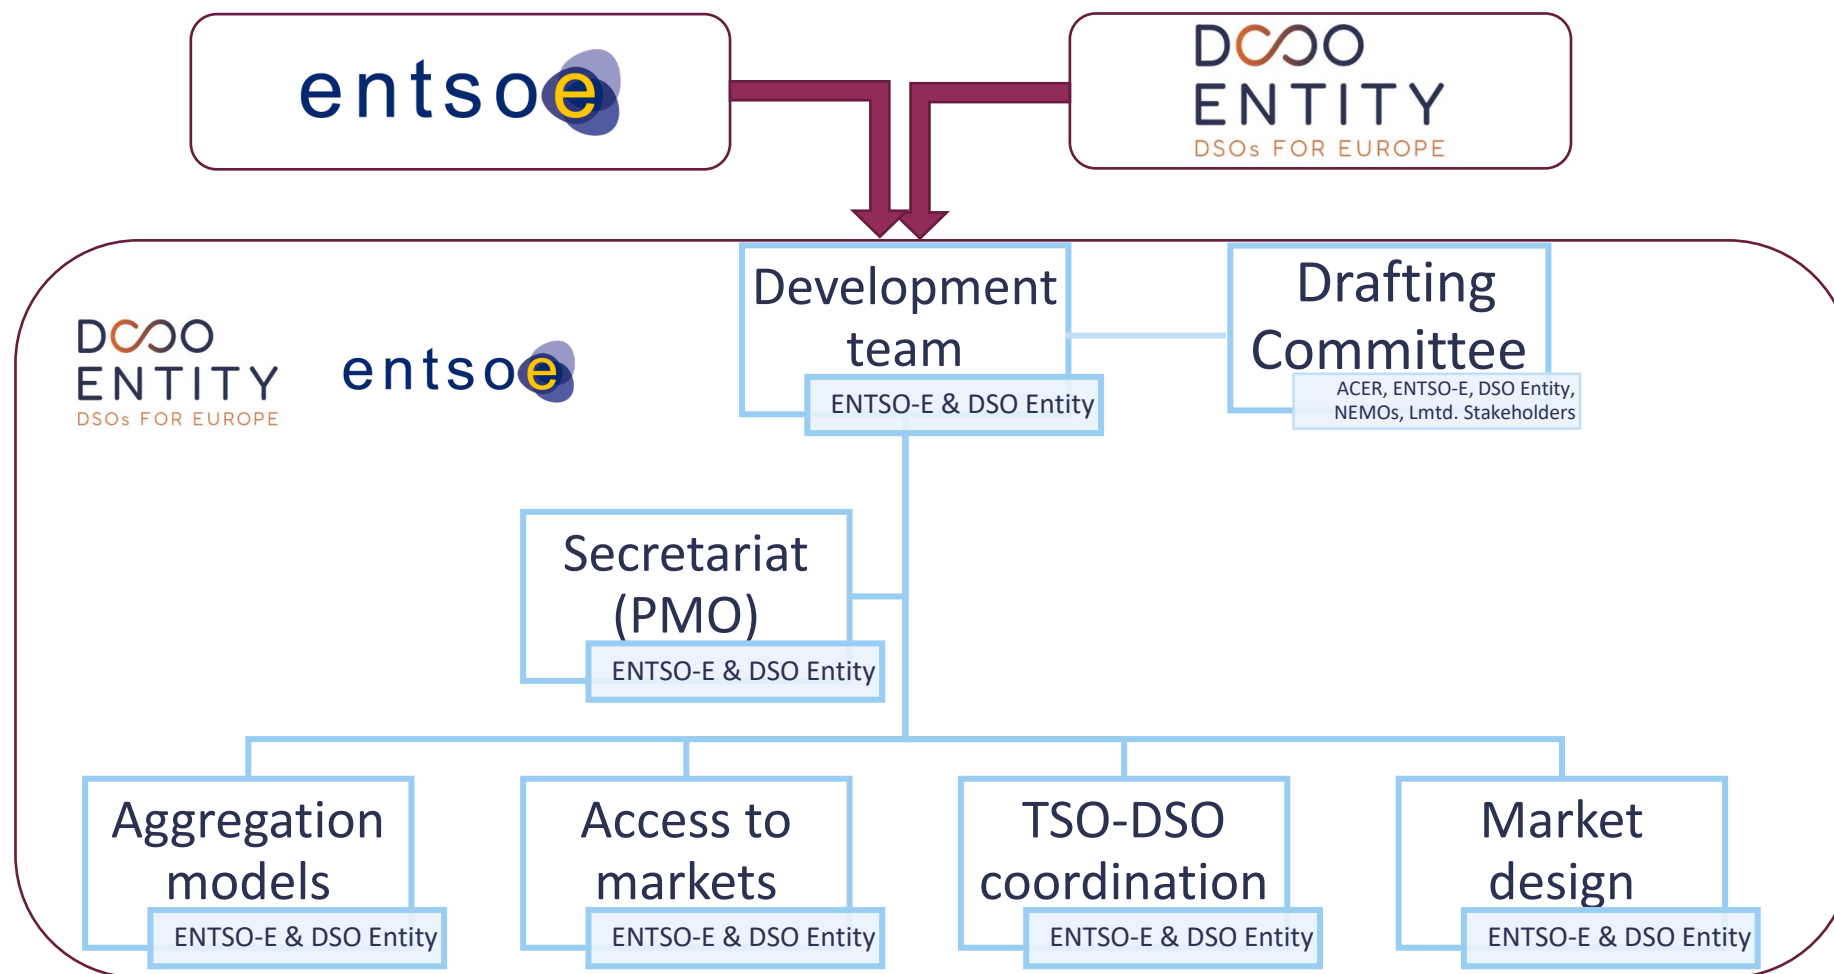 entsoe
DSO
ENTITY
DSOs FOR EUROPE
Development
team
ENTSO-E & DSO Entity
Drafting
Committee
ACER, ENTSO-E, DSO Entity,
NEMOs, Lmtd. Stakeholders
DSO
ENTITY
DSOs FOR EUROPE
entsoe
Secretariat
(PMO)
ENTSO-E & DSO Entity
Aggregation
models
ENTSO-E & DSO Entity
Access to
markets
ENTSO-E & DSO Entity
TSO-DSO
coordination
ENTSO-E & DSO Entity
Market
design
ENTSO-E & DSO Entity